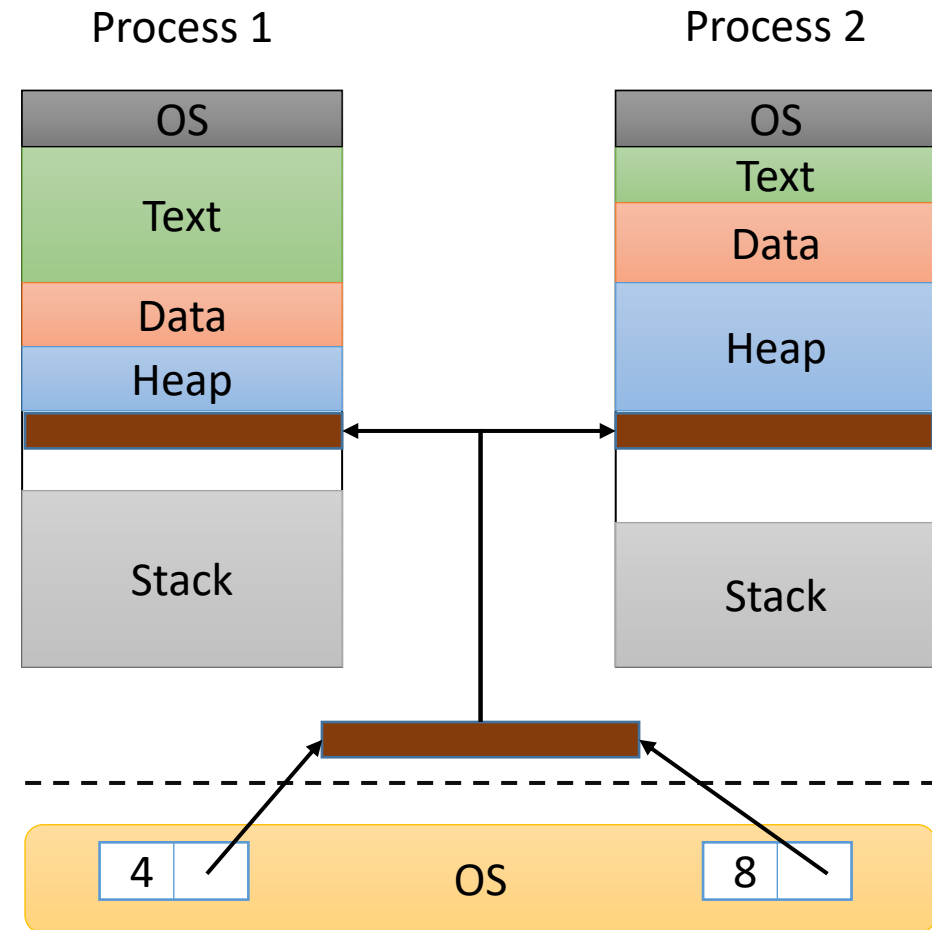 Process 1
Process 2
OS
Text
Data
Heap
Stack
OS
Text
Data
Heap
Stack
4
OS
8